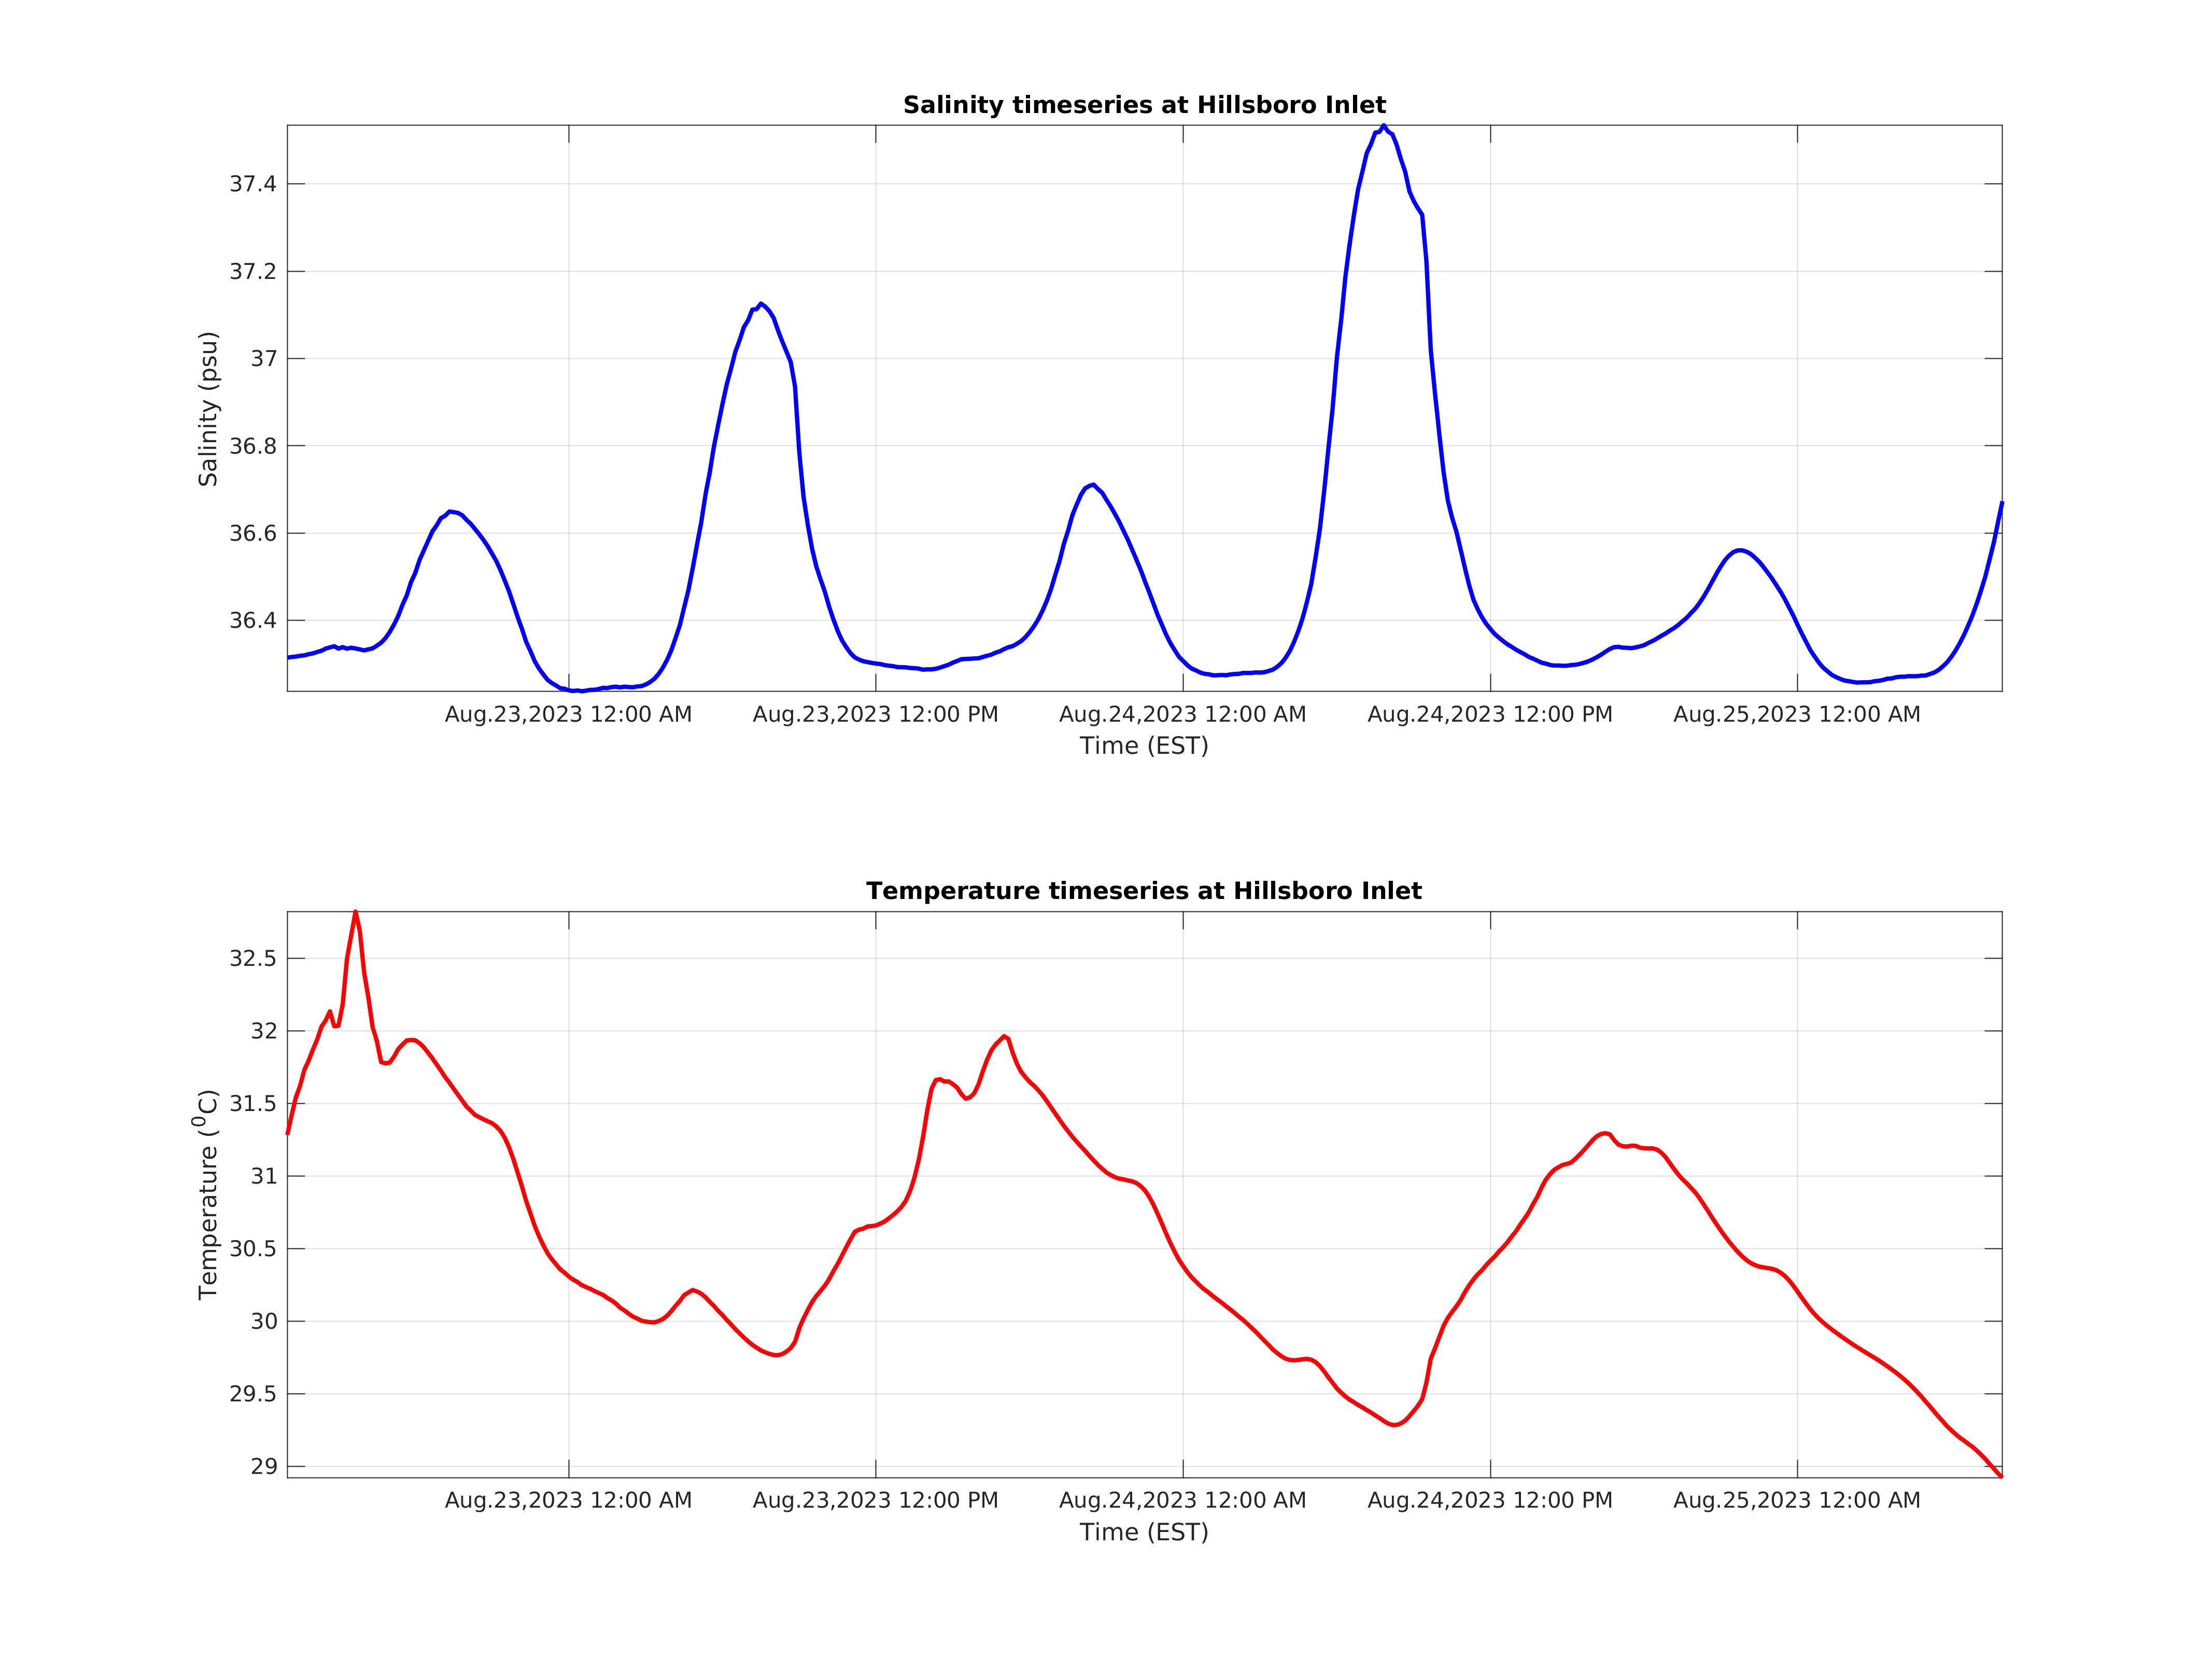 Salinity timeseries at Hillsboro Inlet
37.4
37.2
37
36.8
36.6
36.4
Salinity (psu)
Aug.23,2023 12:00 AM
Aug.23,2023 12:00 PM
Aug.24,2023 12:00 AM
Aug.24,2023 12:00 PM
Aug.25,2023 12:00 AM
Time (EST)
Temperature timeseries at Hillsboro Inlet
32.5
32
31.5
31
30.5
30
29.5
29
Temperature (⁰C)
Aug.23,2023 12:00 AM
Aug.23,2023 12:00 PM
Aug.24,2023 12:00 AM
Aug.24,2023 12:00 PM
Aug.25,2023 12:00 AM
Time (EST)